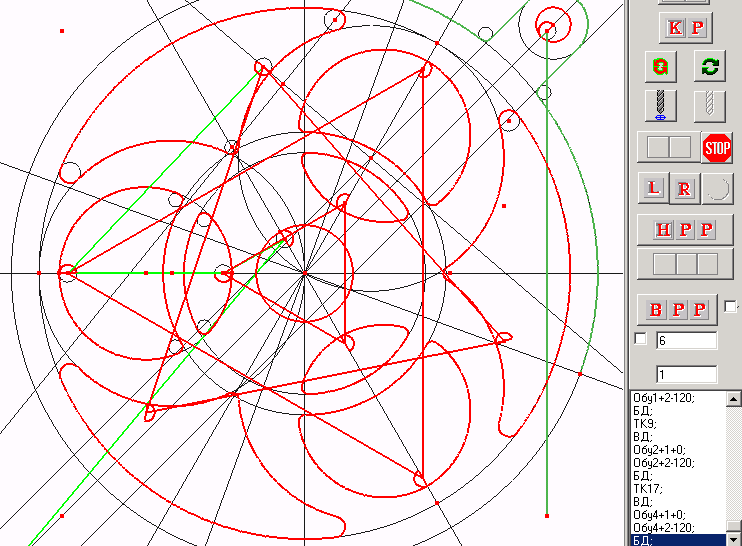 К Р
STOP
L R
Н Р Р
В Р Р
6
1
Обу1+2-120;
БД;
ТК9;
ВД;
Обу2+1+0;
Обу2+2-120;
БД;
ТК17;
ВД;
Обу4+1+0;
Обу4+2-120;
БД;